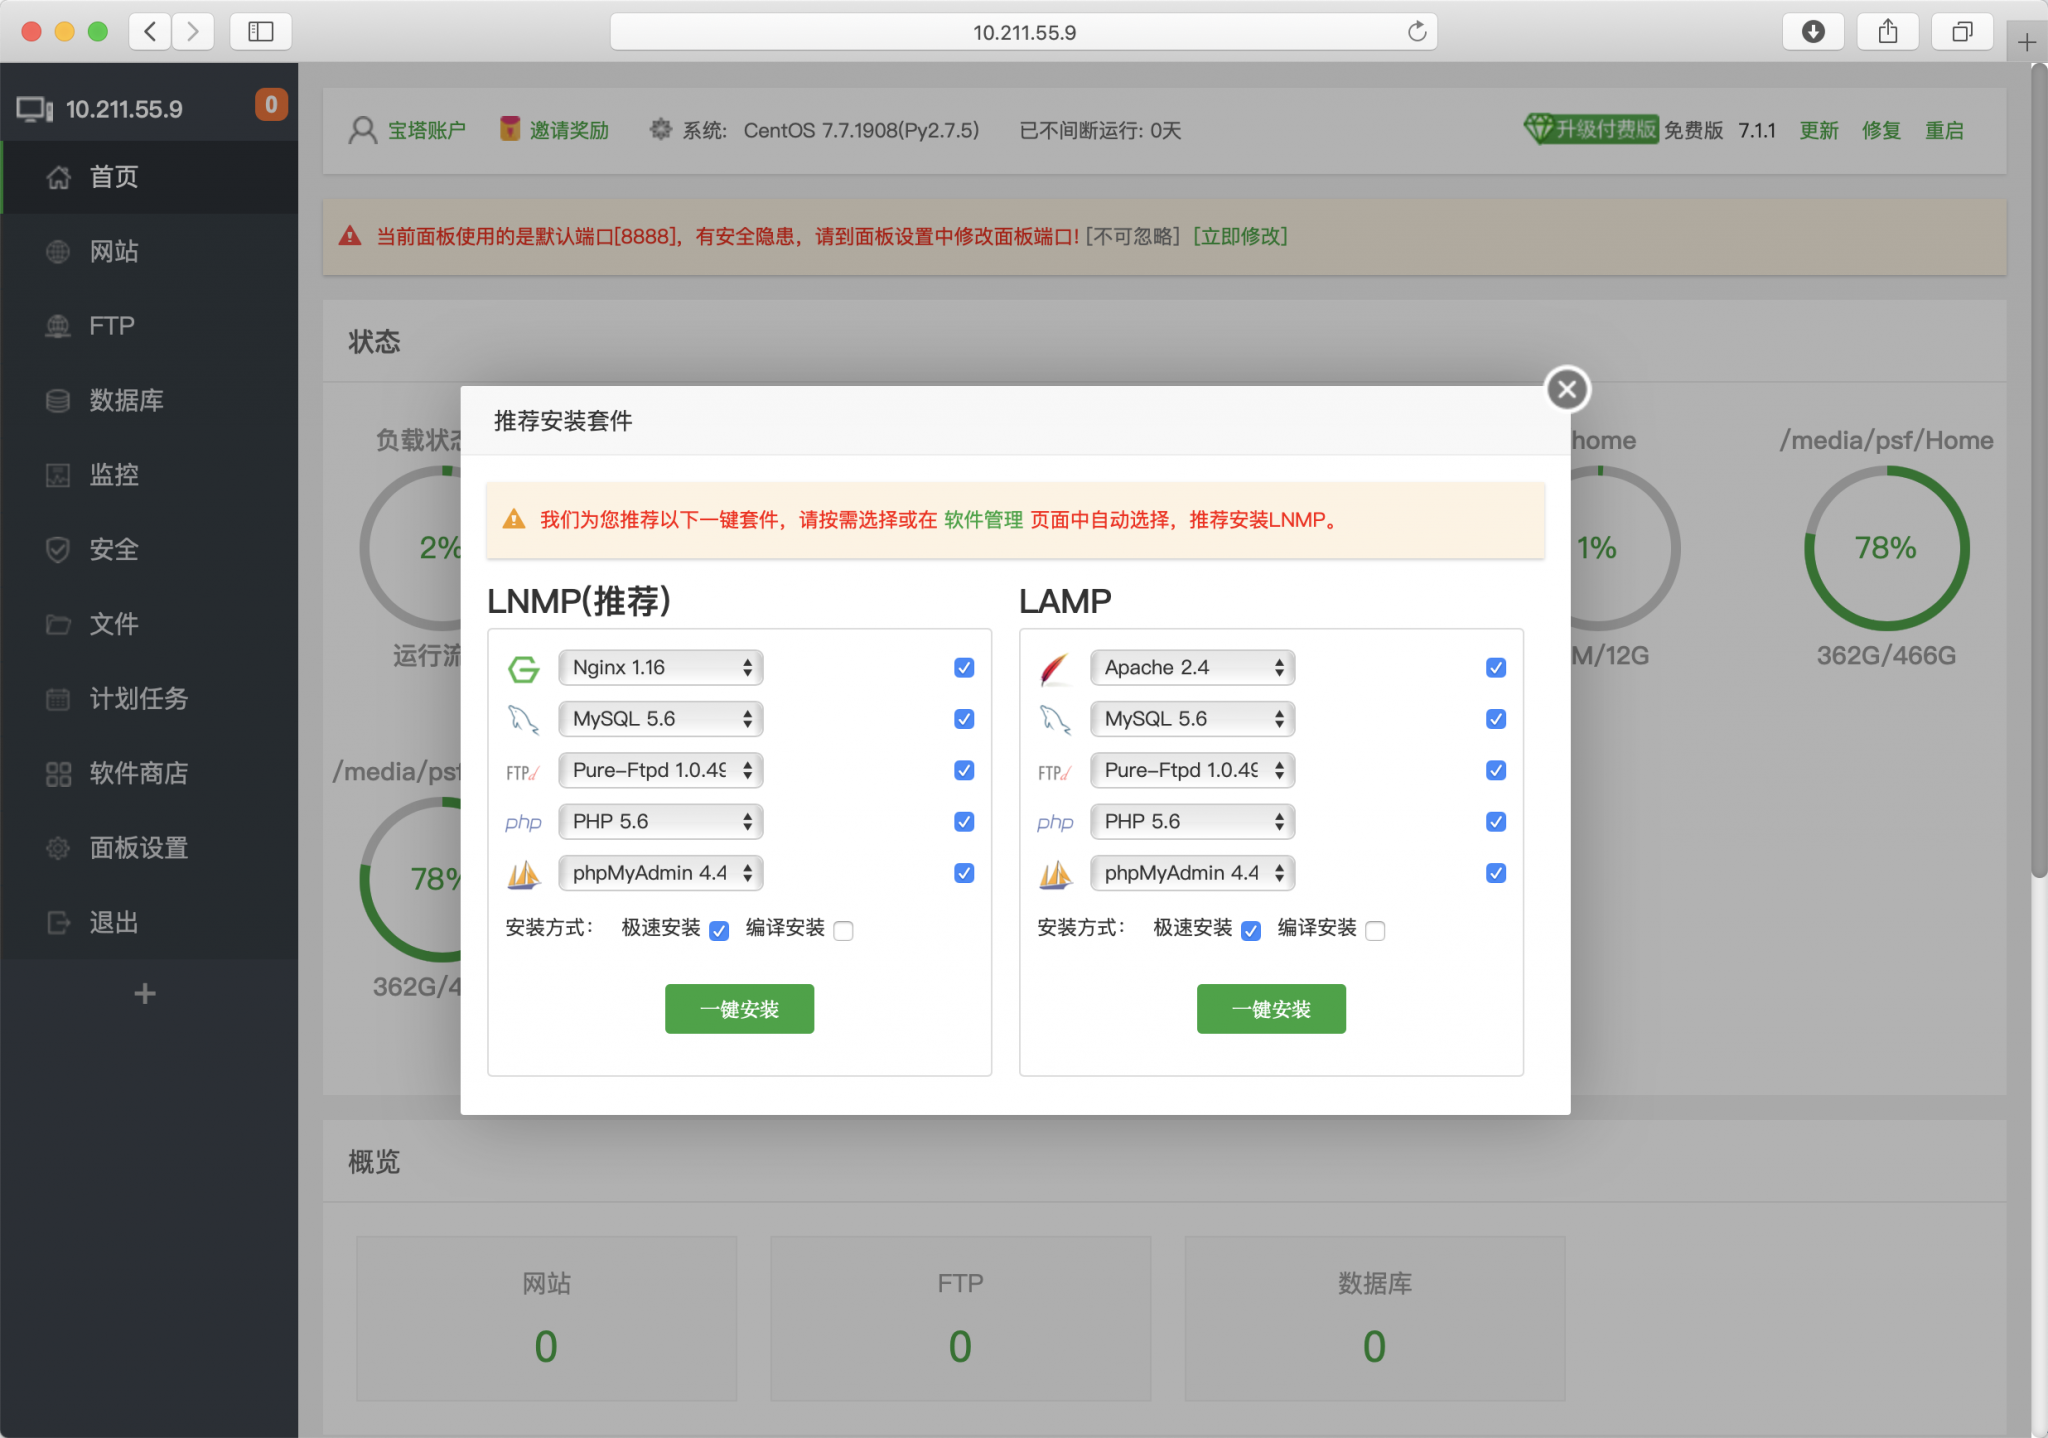 10.211.55.9
10.211.55.9
0
首页
网站
FTP
数据库
监控
安全
文件
计划任务
软件商店
面板设置
退出
+
宝塔账户 邀请奖励 系统: CentOS 7.7.1908(Py2.7.5) 已不间断运行: 0天 升级付费版 免费版 7.1.1 更新 修复 重启
当前面板使用的是默认端口[8888]，有安全隐患，请到面板设置中修改面板端口! [不可忽略] [立即修改]
状态
负载状态
2%
运行流
home
1%
M/12G
/media/psf/Home
78%
362G/466G
/media/psf
78%
362G/4
推荐安装套件
我们为您推荐以下一键套件，请按需选择或在 软件管理 页面中自动选择，推荐安装LNMP。
LNMP(推荐)
Nginx 1.16
MySQL 5.6
FTPd Pure-Ftpd 1.0.49
php PHP 5.6
phpMyAdmin 4.4
安装方式： 极速安装 编译安装
一键安装
LAMP
Apache 2.4
MySQL 5.6
FTPd Pure-Ftpd 1.0.49
php PHP 5.6
phpMyAdmin 4.4
安装方式： 极速安装 编译安装
一键安装
概览
网站
0
FTP
0
数据库
0